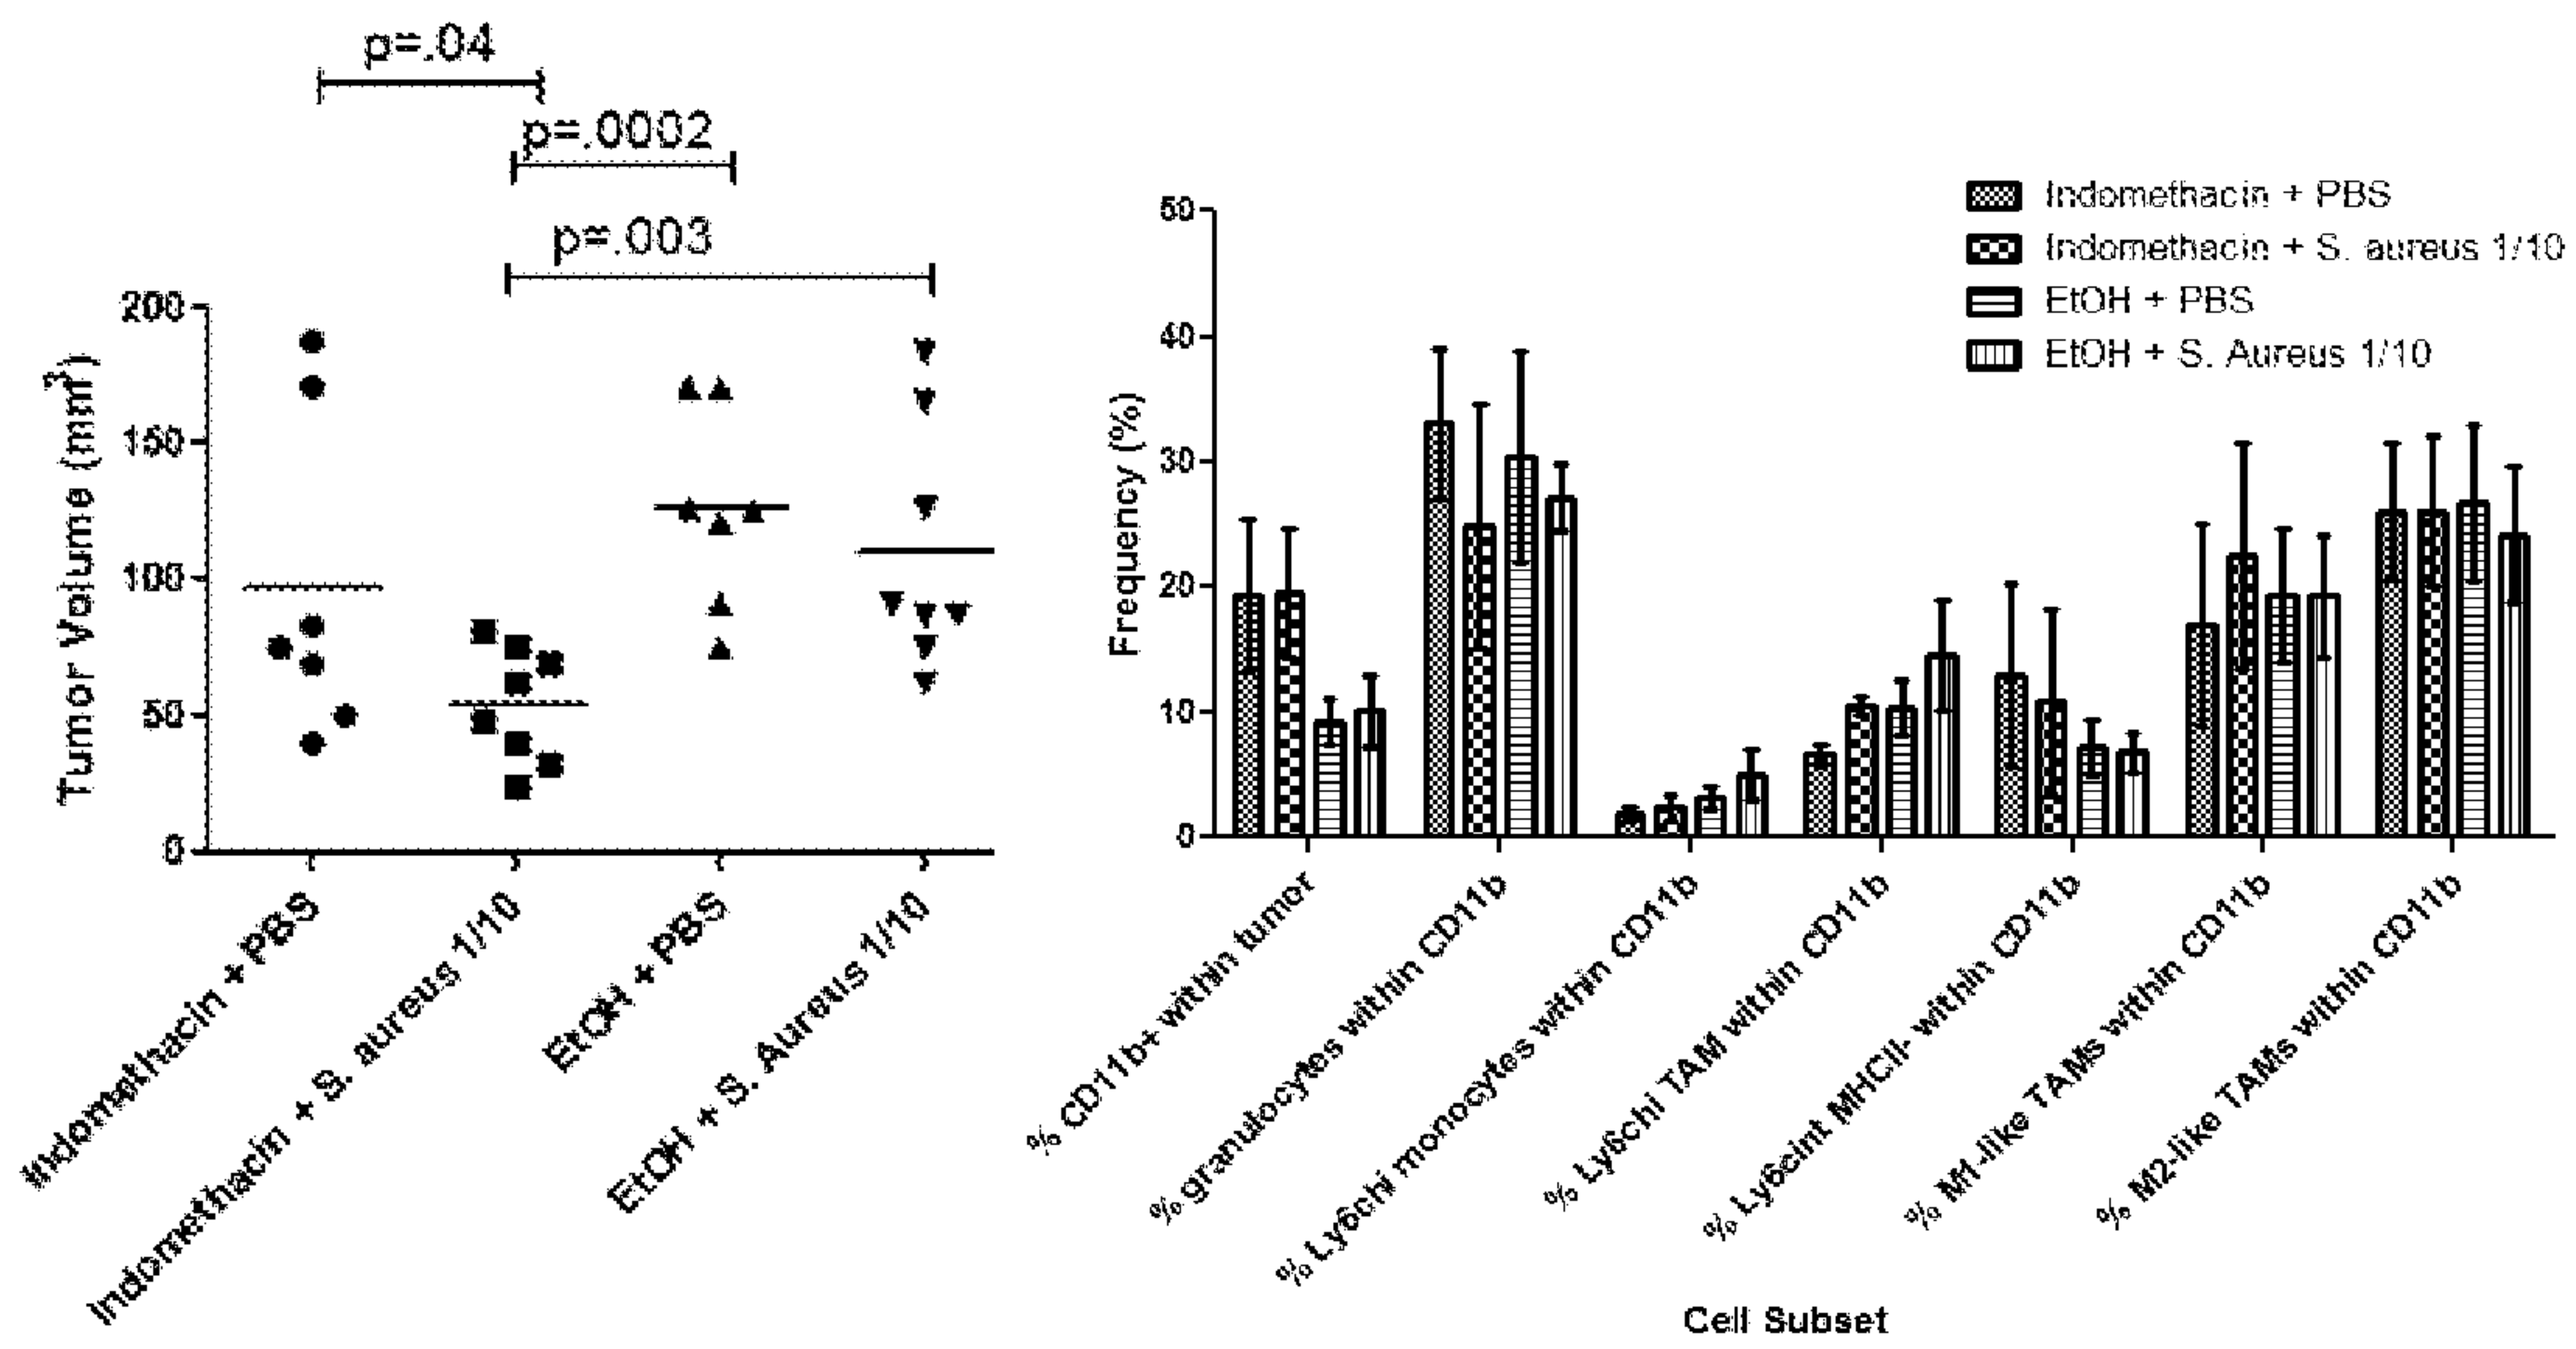 p=.04
p=.0002
p=.003
Tumor Volume (mm³)
200
150
100
50
0
Indomethacin + PBS
Indomethacin + S. aureus 1/10
EtOH + PBS
EtOH + S. Aureus 1/10
Indomethacin + PBS
Indomethacin + S. aureus 1/10
EtOH + PBS
EtOH + S. Aureus 1/10
Frequency (%)
50
40
30
20
10
0
% CD11b+ within tumor
% granulocytes within CD11b
% Ly6chi monocytes within CD11b
% Ly6chi TAM within CD11b
% Ly6cint MHCII- within CD11b
% M1-like TAMs within CD11b
% M2-like TAMs within CD11b
Cell Subset